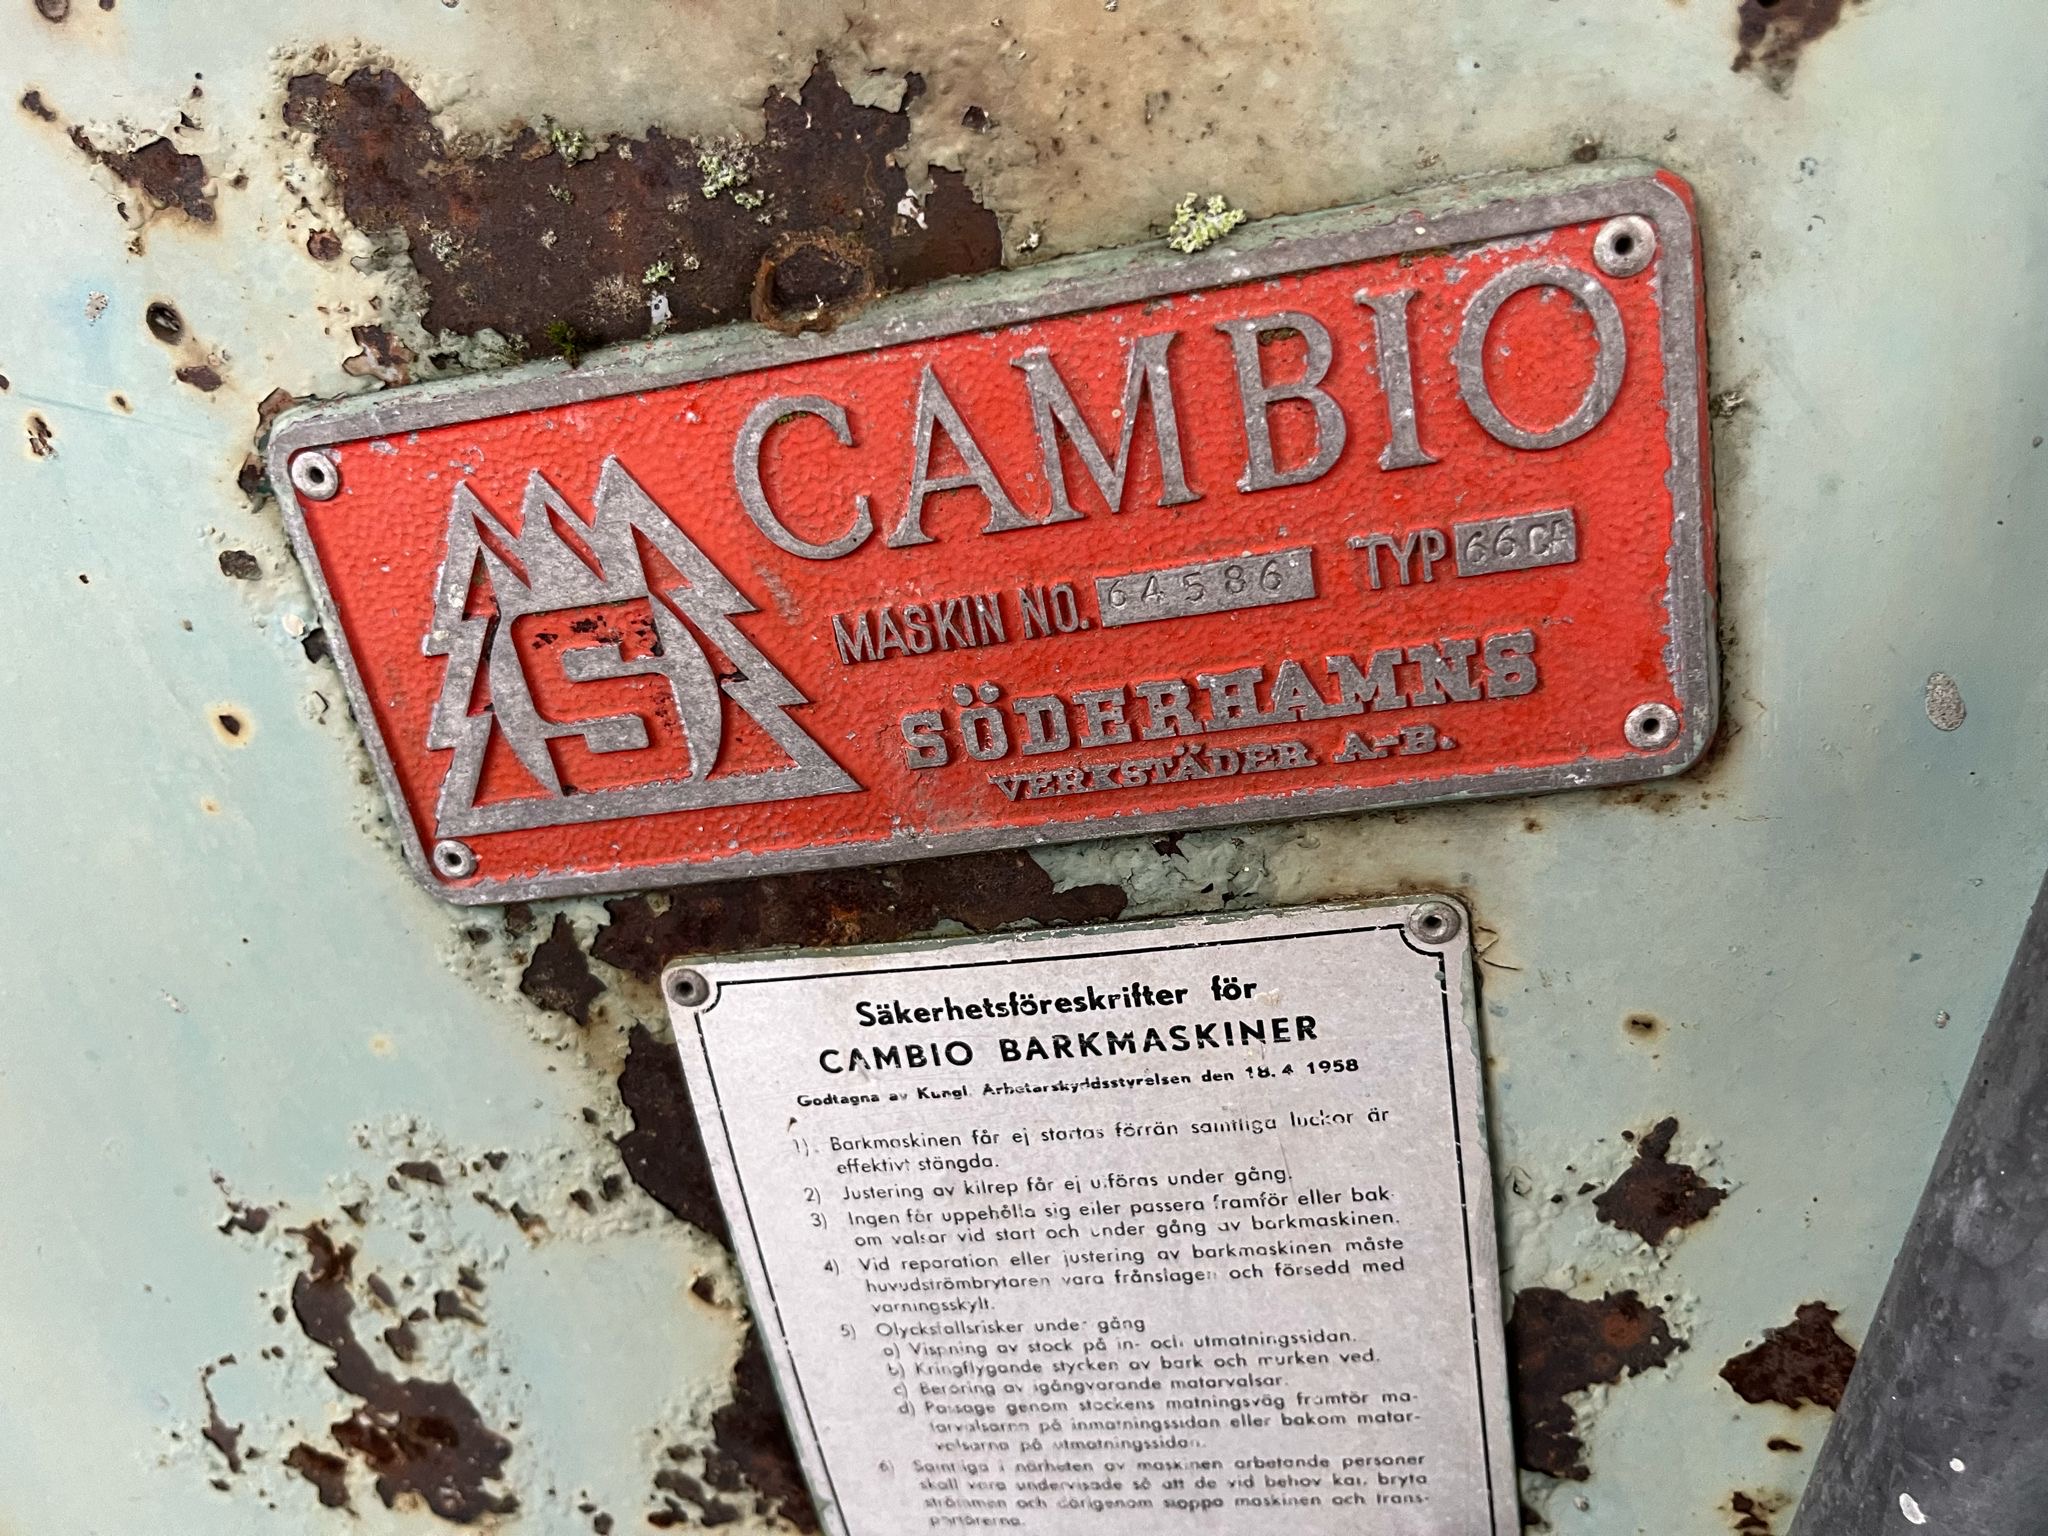 CAMBIO
MASKIN NO. 64586 TYP 66CA
SÖDERHAMNS
VERKSTÄDER A.-B.
Säkerhetsföreskrifter för
CAMBIO BARKMASKINER
Godtagna av Kungl. Arbetarskyddsstyrelsen den 18.4 1958
1). Barkmaskinen får ej startas förrän samtliga luckor är
effektivt stängda.
2) Justering av kilrep får ej utföras under gång.
3) Ingen får uppehålla sig eller passera framför eller bak-
om valsar vid start och under gång av barkmaskinen.
4) Vid reparation eller justering av barkmaskinen måste
huvudströmbrytaren vara frånslagen och försedd med
varningsskylt.
5) Olycksfallsrisker under gång
a) Vispning av stock på in- och utmatningssidan.
b) Kringflygande stycken av bark och murken ved.
c) Beröring av igångvarande matarvalsar.
d) Passage genom stockens matningsväg framför ma-
tarvalsarna på inmatningssidan eller bakom matar-
valsarna på utmatningssidan.
6) Samtliga i närheten av maskinen arbetande personer
skall vara undervisade så att de vid behov kan bryta
strömmen och därigenom stoppa maskinen och trans-
portörerna.